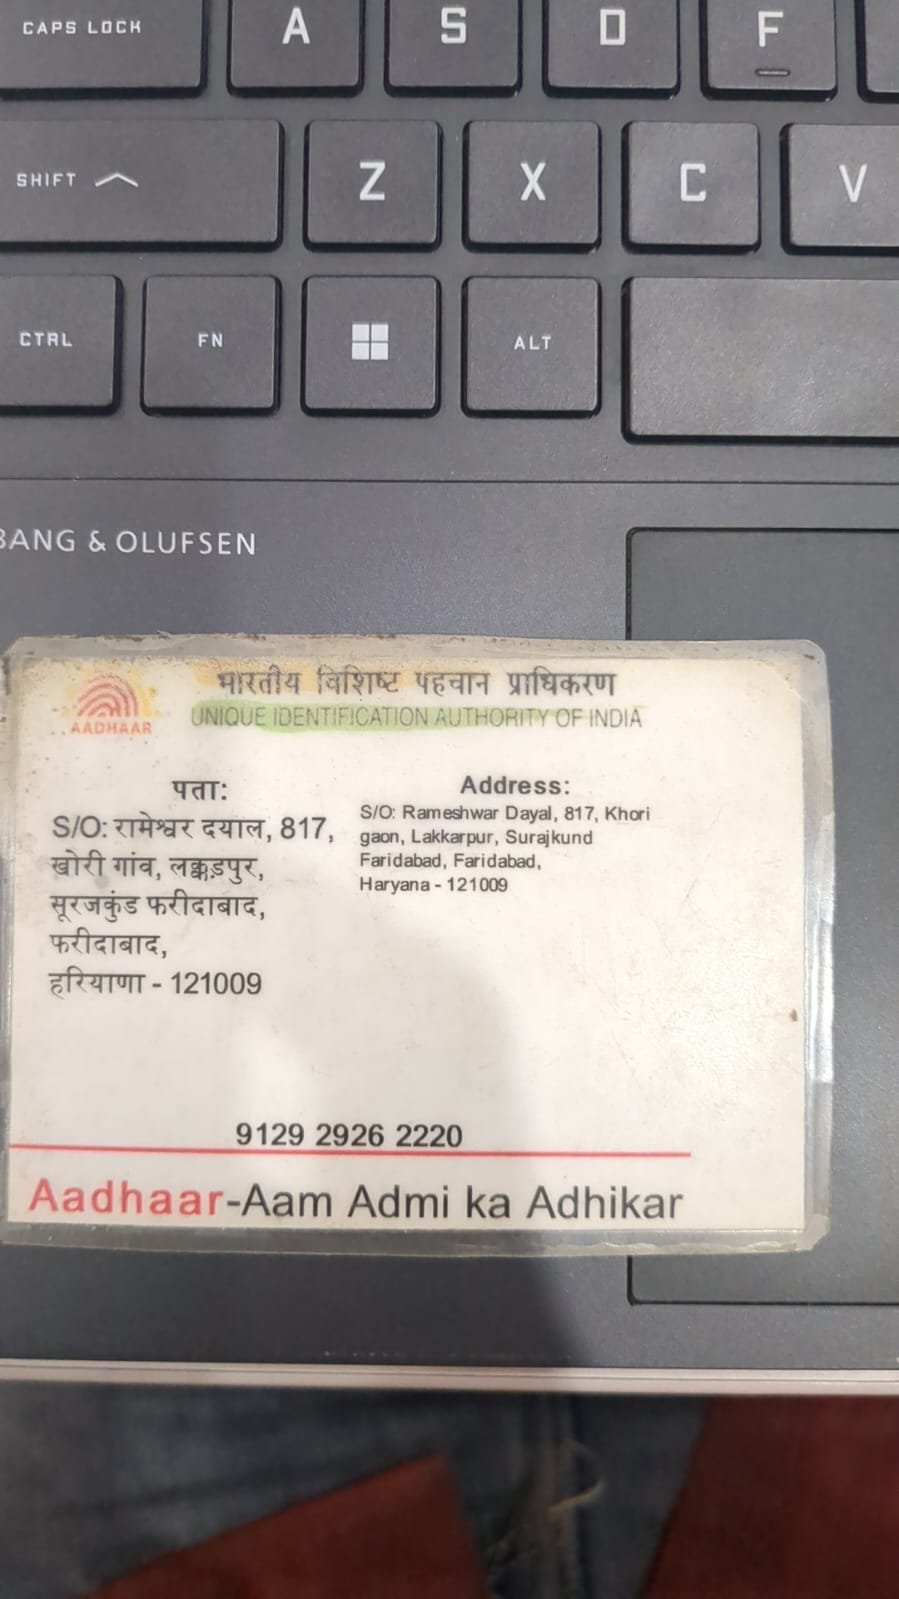 CAPS LOCK
A
S
D
F
SHIFT
Z
X
C
V
CTRL
FN
ALT
BANG & OLUFSEN
भारतीय विशिष्ट पहचान प्राधिकरण
AADHAAR
UNIQUE IDENTIFICATION AUTHORITY OF INDIA
पता:
S/O: रामेश्वर दयाल, 817,
खोरी गांव, लक्कड़पुर,
सूरजकुंड फरीदाबाद,
फरीदाबाद,
हरियाणा - 121009
Address:
S/O: Rameshwar Dayal, 817, Khori
gaon, Lakkarpur, Surajkund
Faridabad, Faridabad,
Haryana - 121009
9129 2926 2220
Aadhaar-Aam Admi ka Adhikar